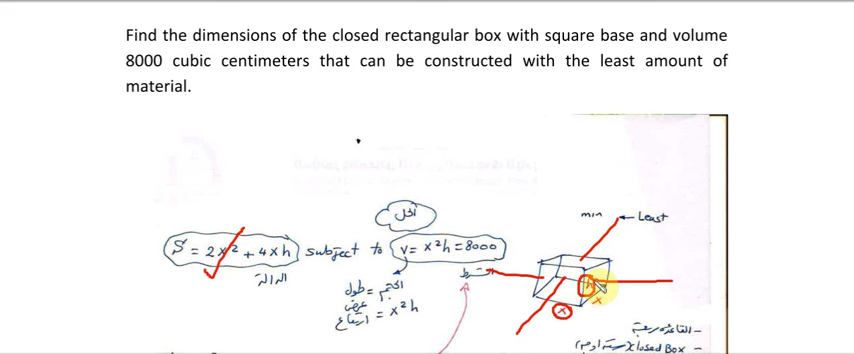 Find the dimensions of the closed rectangular box with square base and volume
8000 cubic centimeters that can be constructed with the least amount of
material.
أقل
min ← Least
S = 2x² + 4xh subject to V = x²h = 8000
الدالة
الشرط
الحجم = طول
عرض
ارتفاع = x²h
h
x
x
- القاعدة مربعة
closed Box -